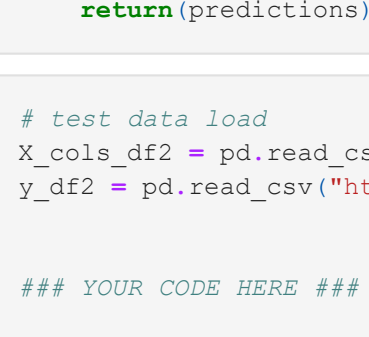 return(predictions)
# test data load
X_cols_df2 = pd.read_cs
y_df2 = pd.read_csv("ht
### YOUR CODE HERE ###